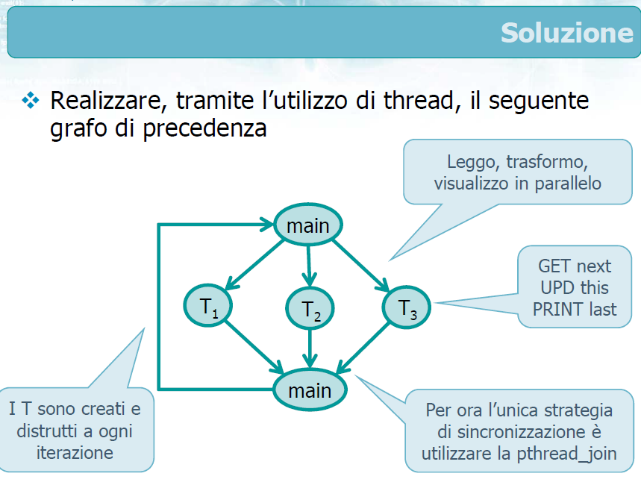 Soluzione
Realizzare, tramite l'utilizzo di thread, il seguente
grafo di precedenza
Leggo, trasformo,
visualizzo in parallelo
main
GET next
UPD this
PRINT last
T1
T2
T3
main
I T sono creati e
distrutti a ogni
iterazione
Per ora l'unica strategia
di sincronizzazione è
utilizzare la pthread_join